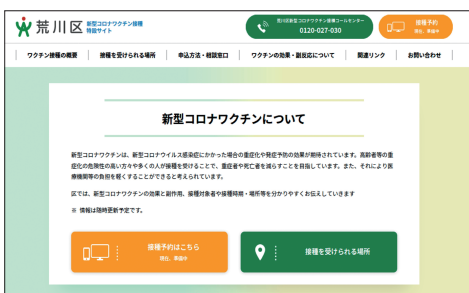 荒川区
新型コロナワクチン接種
特設サイト
荒川区新型コロナワクチン接種コールセンター
0120-027-030
接種予約
現在、準備中
ワクチン接種の概要
接種を受けられる場所
申込方法・相談窓口
ワクチンの効果・副反応について
関連リンク
お問い合わせ
新型コロナワクチンについて
新型コロナワクチンは、新型コロナウイルス感染症にかかった場合の重症化や発症予防の効果が期待されています。高齢者等の重
症化の危険性の高い方々や多くの人が接種を受けることで、重症者や死亡者を減らすことを目指しています。また、それにより医
療機関等の負担を軽くすることができると考えられています。
区では、新型コロナワクチンの効果と副作用、接種対象者や接種時期・場所等を分かりやすくお伝えしていきます
※ 情報は随時更新予定です。
接種予約はこちら
現在、準備中
接種を受けられる場所